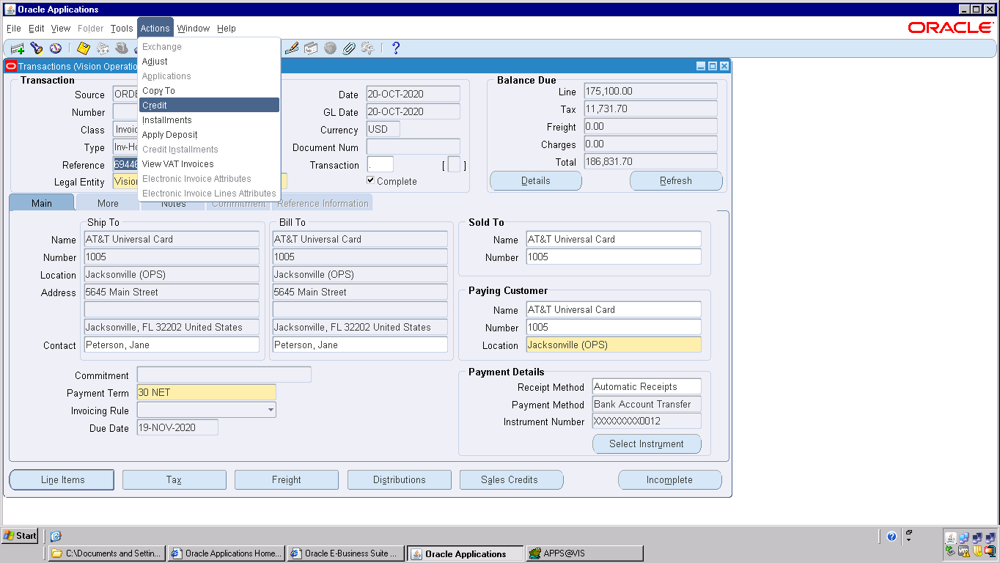 Oracle Applications
File Edit View Folder Tools Actions Window Help
ORACLE
Exchange
Adjust
Applications
Copy To
Credit
Installments
Apply Deposit
Credit Installments
View VAT Invoices
Electronic Invoice Attributes
Electronic Invoice Lines Attributes
Transactions (Vision Operatio
Transaction
Source ORDE
Number
Class Invoic
Type Inv-Ho
Reference 69446
Legal Entity Vision
Date 20-OCT-2020
GL Date 20-OCT-2020
Currency USD
Document Num
Transaction . [ ]
Complete
Balance Due
Line 175,100.00
Tax 11,731.70
Freight 0.00
Charges 0.00
Total 186,831.70
Details Refresh
Main More Notes Commitment Reference Information
Ship To
Name AT&T Universal Card
Number 1005
Location Jacksonville (OPS)
Address 5645 Main Street
Jacksonville, FL 32202 United States
Contact Peterson, Jane
Bill To
AT&T Universal Card
1005
Jacksonville (OPS)
5645 Main Street
Jacksonville, FL 32202 United States
Peterson, Jane
Sold To
Name AT&T Universal Card
Number 1005
Paying Customer
Name AT&T Universal Card
Number 1005
Location Jacksonville (OPS)
Commitment
Payment Term 30 NET
Invoicing Rule
Due Date 19-NOV-2020
Payment Details
Receipt Method Automatic Receipts
Payment Method Bank Account Transfer
Instrument Number XXXXXXXXX0012
Select Instrument
Line Items Tax Freight Distributions Sales Credits Incomplete
Start
C:\Documents and Settin... Oracle Applications Home... Oracle E-Business Suite ... Oracle Applications APPS@VIS